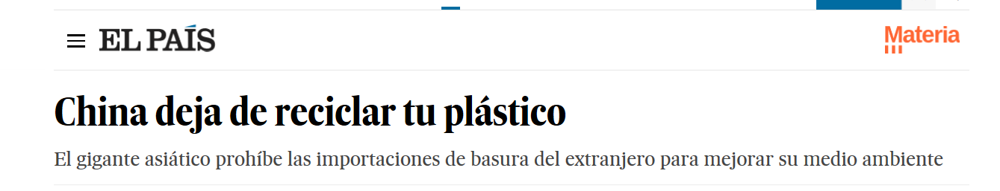 EL PAÍS
Materia
China deja de reciclar tu plástico
El gigante asiático prohíbe las importaciones de basura del extranjero para mejorar su medio ambiente